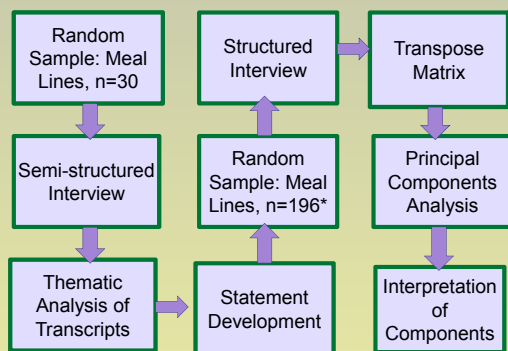 Random
Sample: Meal
Lines, n=30
Semi-structured
Interview
Thematic
Analysis of
Transcripts
Statement
Development
Random
Sample: Meal
Lines, n=196*
Structured
Interview
Transpose
Matrix
Principal
Components
Analysis
Interpretation
of
Components